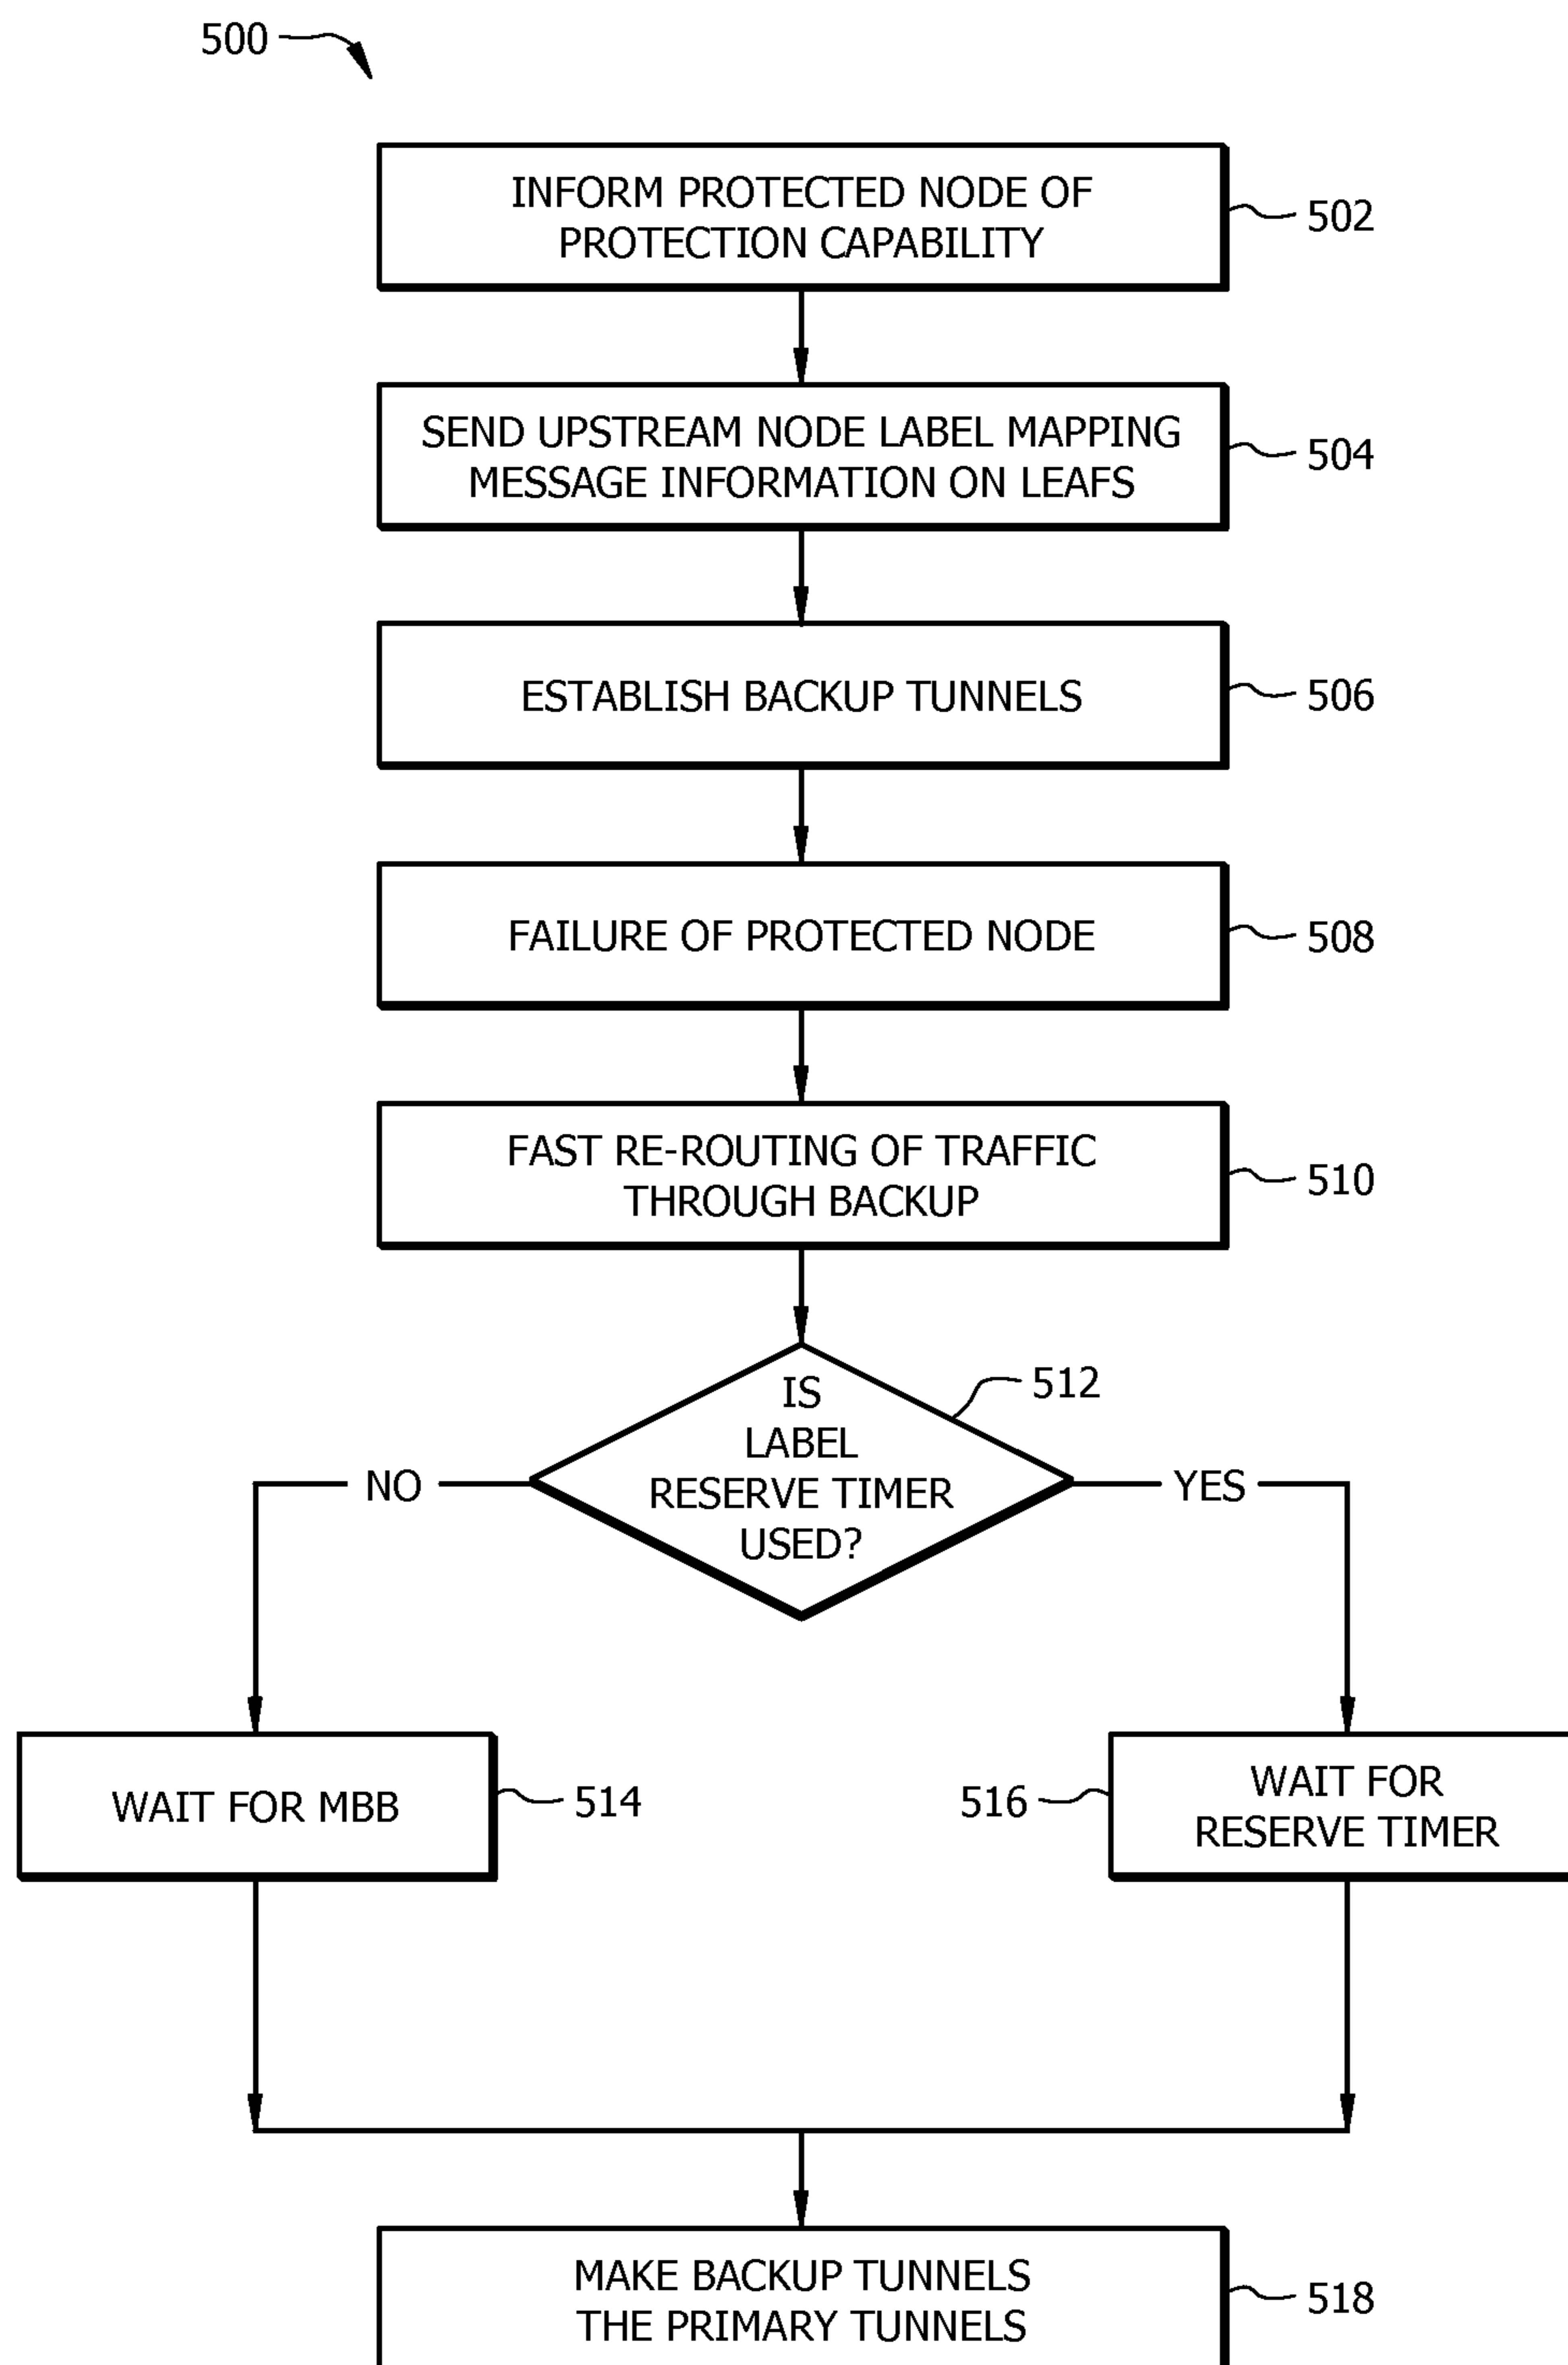 500
INFORM PROTECTED NODE OF
PROTECTION CAPABILITY
502
SEND UPSTREAM NODE LABEL MAPPING
MESSAGE INFORMATION ON LEAFS
504
ESTABLISH BACKUP TUNNELS
506
FAILURE OF PROTECTED NODE
508
FAST RE-ROUTING OF TRAFFIC
THROUGH BACKUP
510
IS
LABEL
RESERVE TIMER
USED?
512
NO
YES
WAIT FOR MBB
514
516
WAIT FOR
RESERVE TIMER
MAKE BACKUP TUNNELS
THE PRIMARY TUNNELS
518